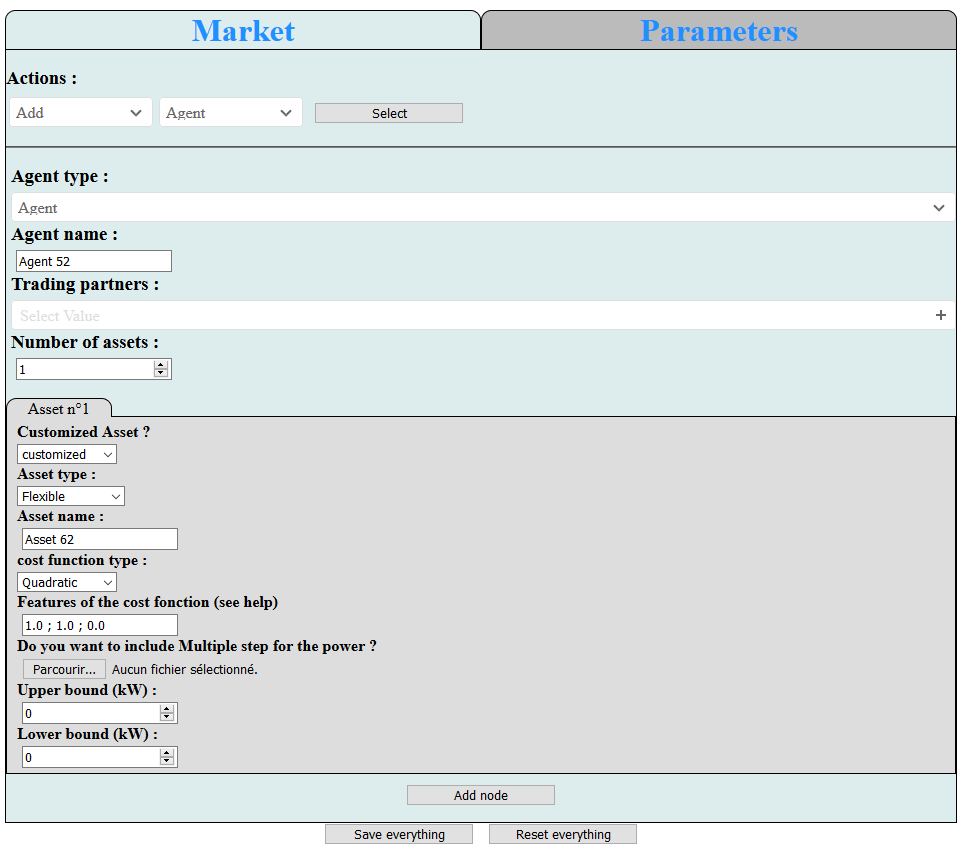 Market Parameters
Actions :
Add Agent Select
Agent type :
Agent
Agent name :
Agent 52
Trading partners :
Select Value +
Number of assets :
1
Asset n°1
Customized Asset ?
customized
Asset type :
Flexible
Asset name :
Asset 62
cost function type :
Quadratic
Features of the cost fonction (see help)
1.0 ; 1.0 ; 0.0
Do you want to include Multiple step for the power ?
Parcourir... Aucun fichier sélectionné.
Upper bound (kW) :
0
Lower bound (kW) :
0
Add node
Save everything Reset everything